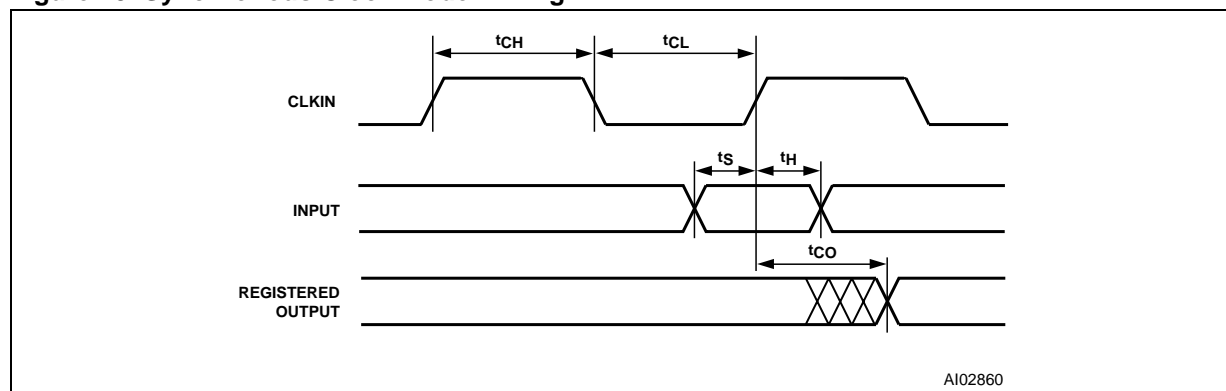 tCH
tCL
CLKIN
tS
tH
INPUT
tCO
REGISTERED
OUTPUT
AI02860